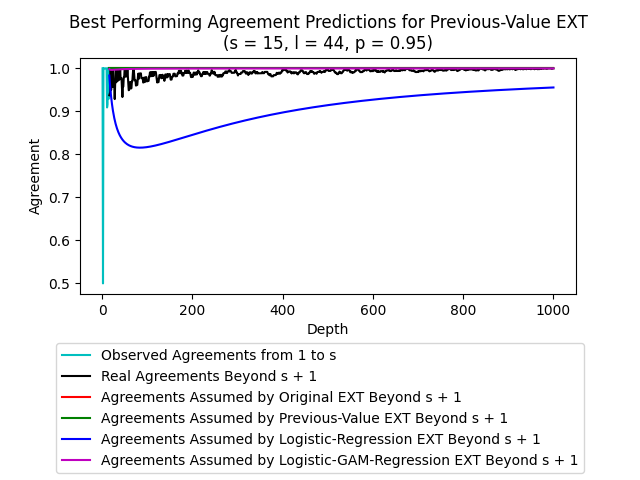 Best Performing Agreement Predictions for Previous-Value EXT
(s = 15, l = 44, p = 0.95)
1.0
0.9
0.8
0.7
0.6
0.5
Agreement
0
200
400
600
800
1000
Depth
Observed Agreements from 1 to s
Real Agreements Beyond s + 1
Agreements Assumed by Original EXT Beyond s + 1
Agreements Assumed by Previous-Value EXT Beyond s + 1
Agreements Assumed by Logistic-Regression EXT Beyond s + 1
Agreements Assumed by Logistic-GAM-Regression EXT Beyond s + 1